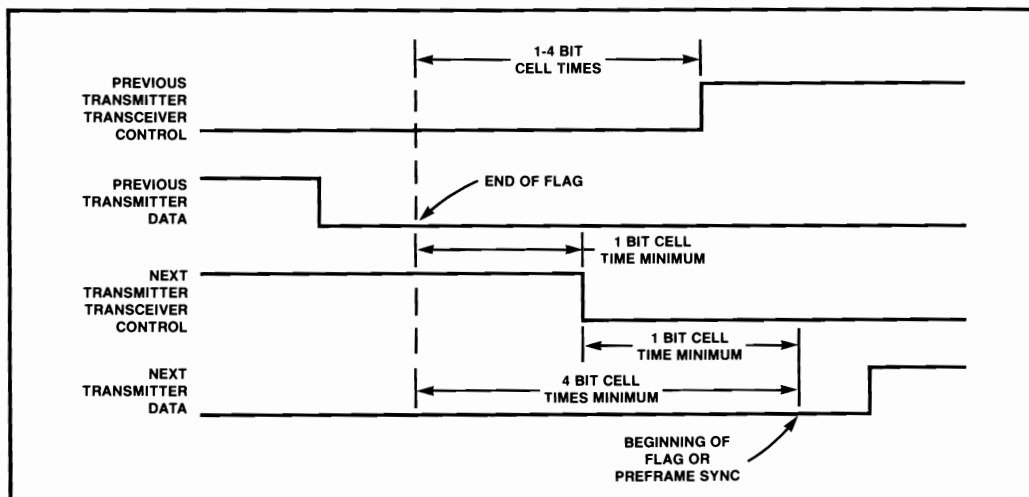 1-4 BIT
CELL TIMES
PREVIOUS
TRANSMITTER
TRANSCEIVER
CONTROL
PREVIOUS
TRANSMITTER
DATA
END OF FLAG
1 BIT CELL
TIME MINIMUM
NEXT
TRANSMITTER
TRANSCEIVER
CONTROL
1 BIT CELL
TIME MINIMUM
NEXT
TRANSMITTER
DATA
4 BIT CELL
TIMES MINIMUM
BEGINNING OF
FLAG OR
PREFRAME SYNC